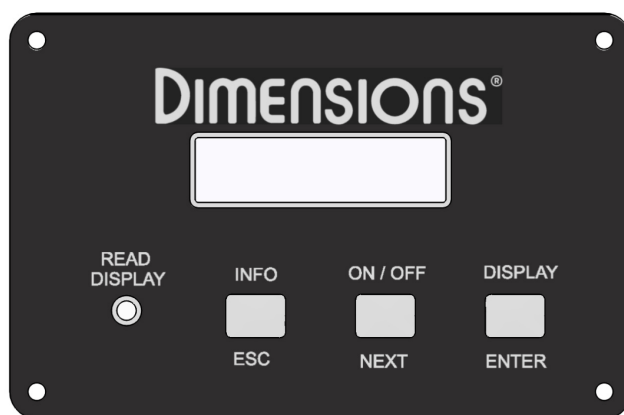 DIMENSIONS®
READ
DISPLAY
INFO
ON / OFF
DISPLAY
ESC
NEXT
ENTER